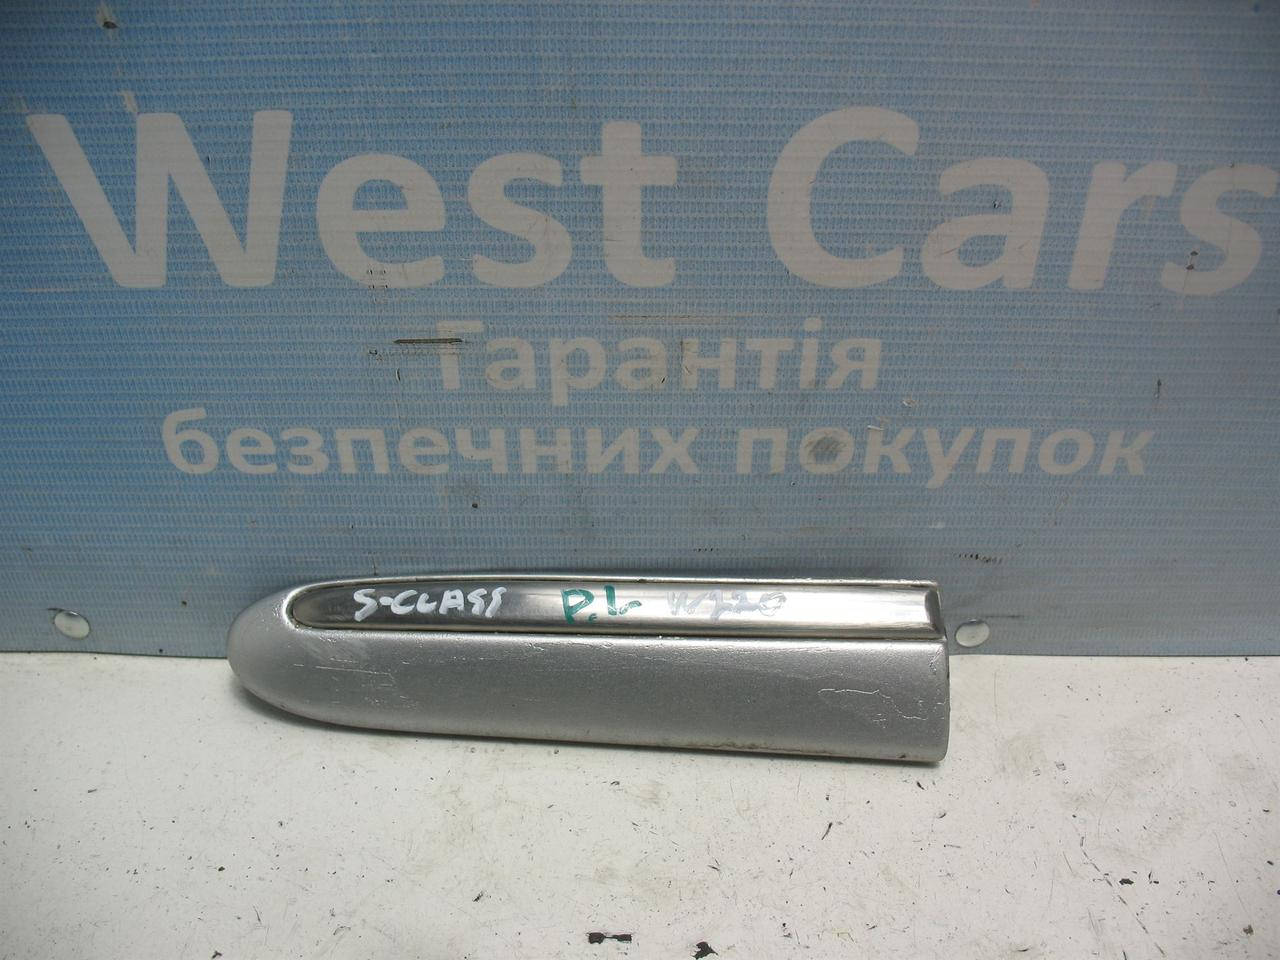 West Cars
Гарантія
безпечних покупок
S-CLASS P.L W220